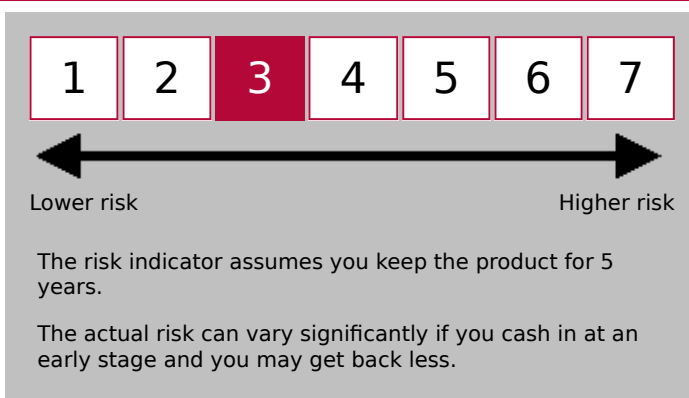 1 2 3 4 5 6 7
Lower risk Higher risk
The risk indicator assumes you keep the product for 5
years.
The actual risk can vary significantly if you cash in at an
early stage and you may get back less.